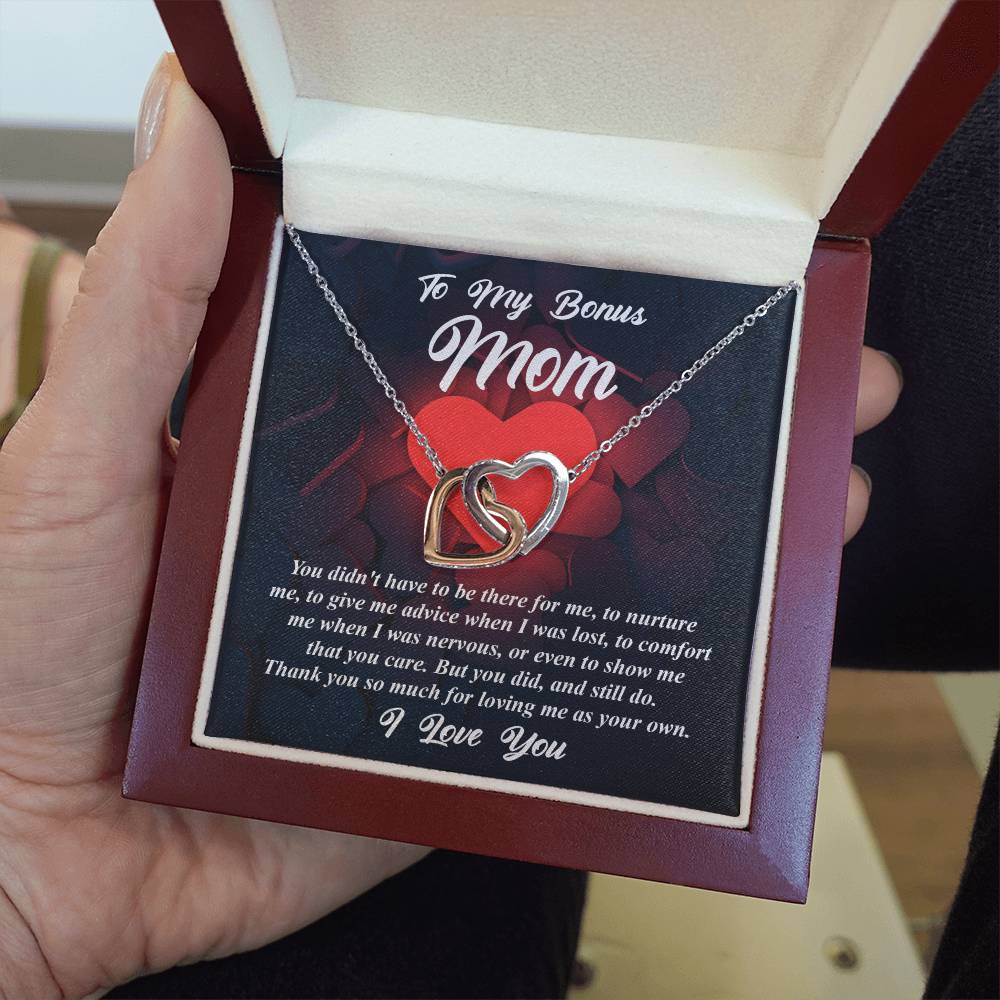 To My Bonus
Mom
You didn't have to be there for me, to nurture
me, to give me advice when I was lost, to comfort
me when I was nervous, or even to show me
that you care. But you did, and still do.
Thank you so much for loving me as your own.
I Love You